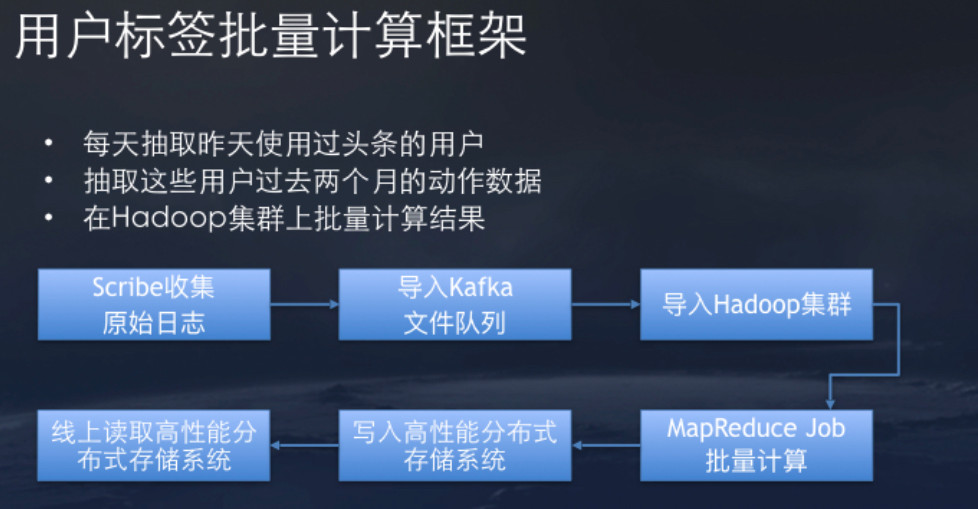 用户标签批量计算框架
• 每天抽取昨天使用过头条的用户
• 抽取这些用户过去两个月的动作数据
• 在Hadoop集群上批量计算结果
Scribe收集
原始日志
导入Kafka
文件队列
导入Hadoop集群
MapReduce Job
批量计算
写入高性能分布式
存储系统
线上读取高性能分
布式存储系统